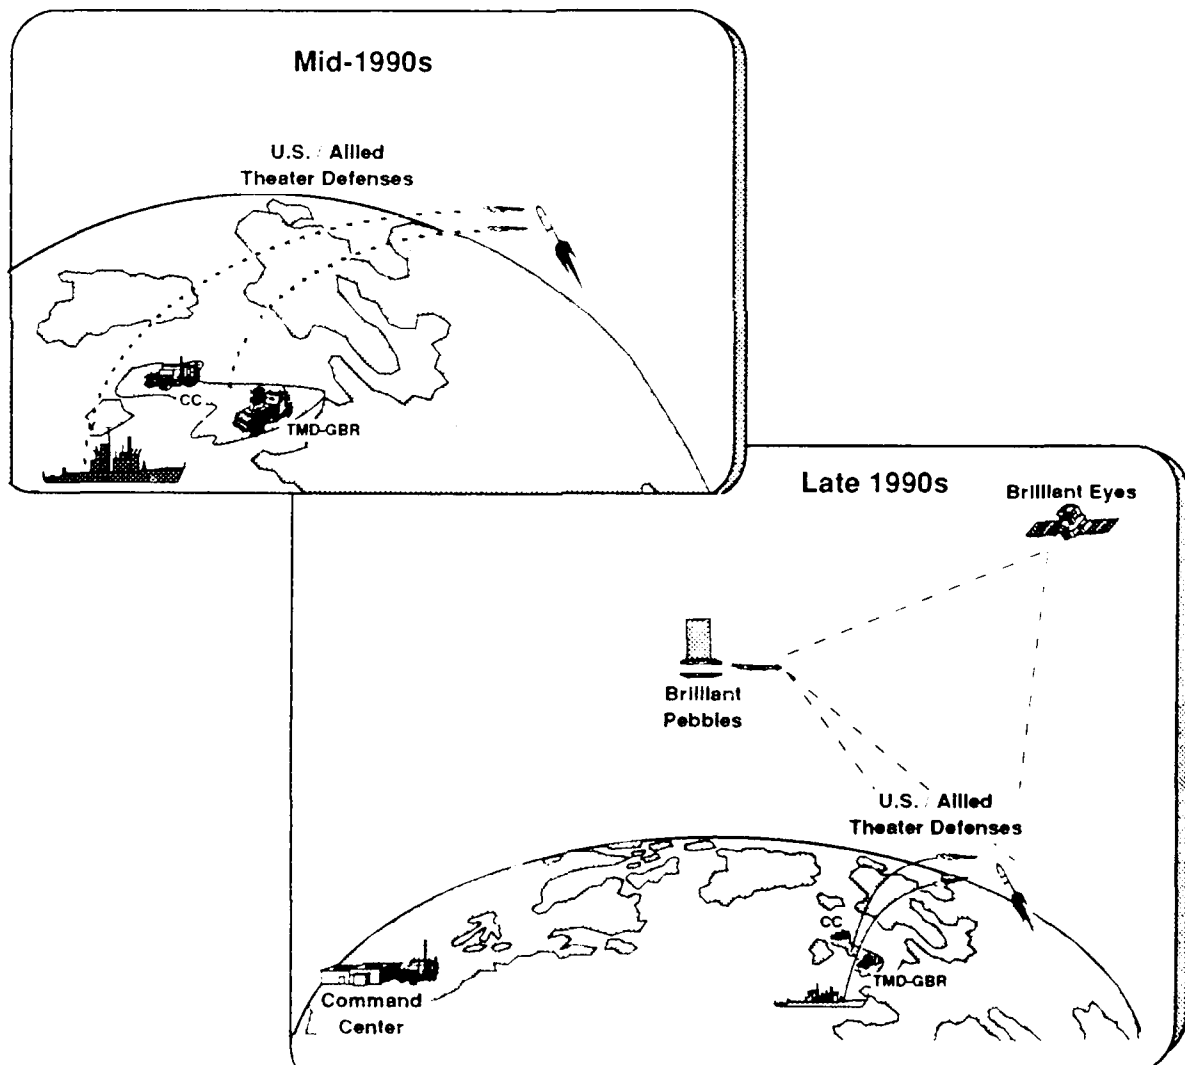 Mid-1990s
U.S. / Allied
Theater Defenses
CC
TMD-GBR
Late 1990s
Brilliant Eyes
Brilliant
Pebbles
U.S. / Allied
Theater Defenses
CC
TMD-GBR
Command
Center